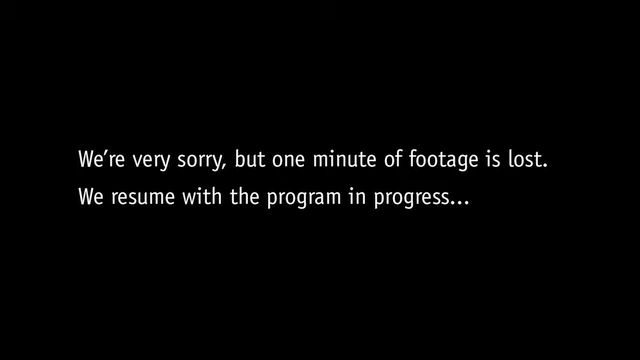 We're very sorry, but one minute of footage is lost.
We resume with the program in progress...